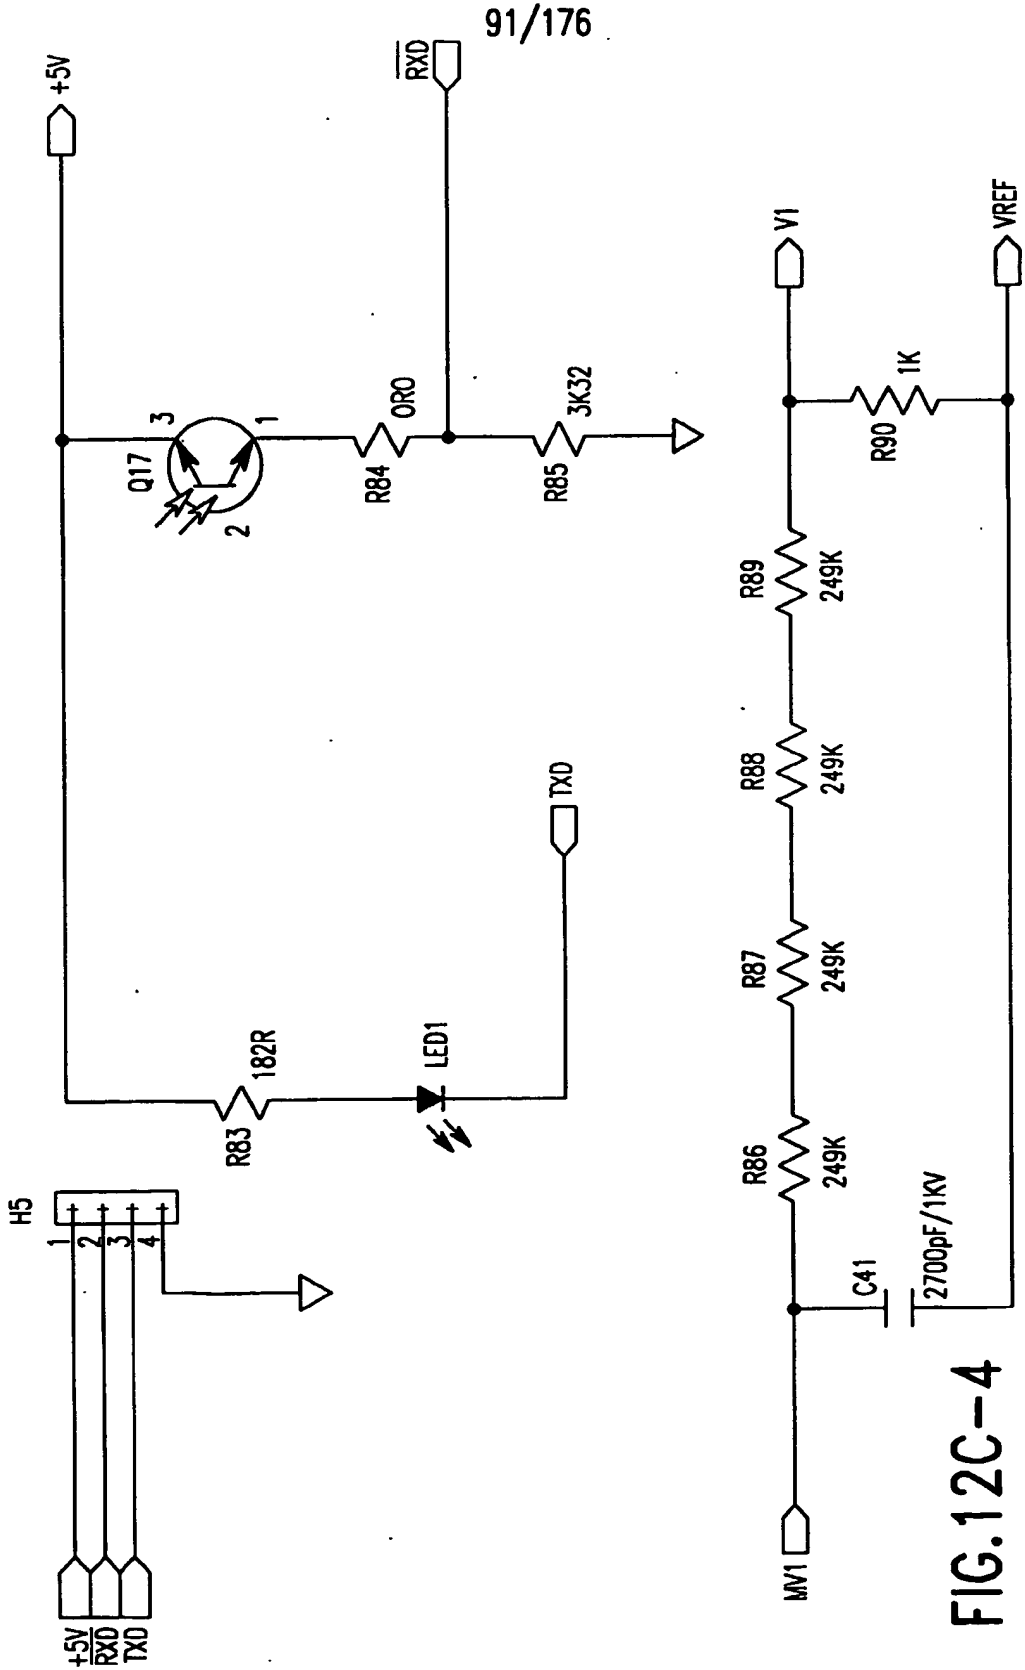 91/176
H5
+5V
1
R̅X̅D̅
2
TXD
3
4
R83
182R
LED1
TXD
Q17
3
2
1
+5V
R84
0R0
R̅X̅D̅
R85
3K32
MV1
R86
249K
R87
249K
R88
249K
R89
249K
V1
R90
1K
C41
2700pF/1KV
VREF
FIG.12C-4